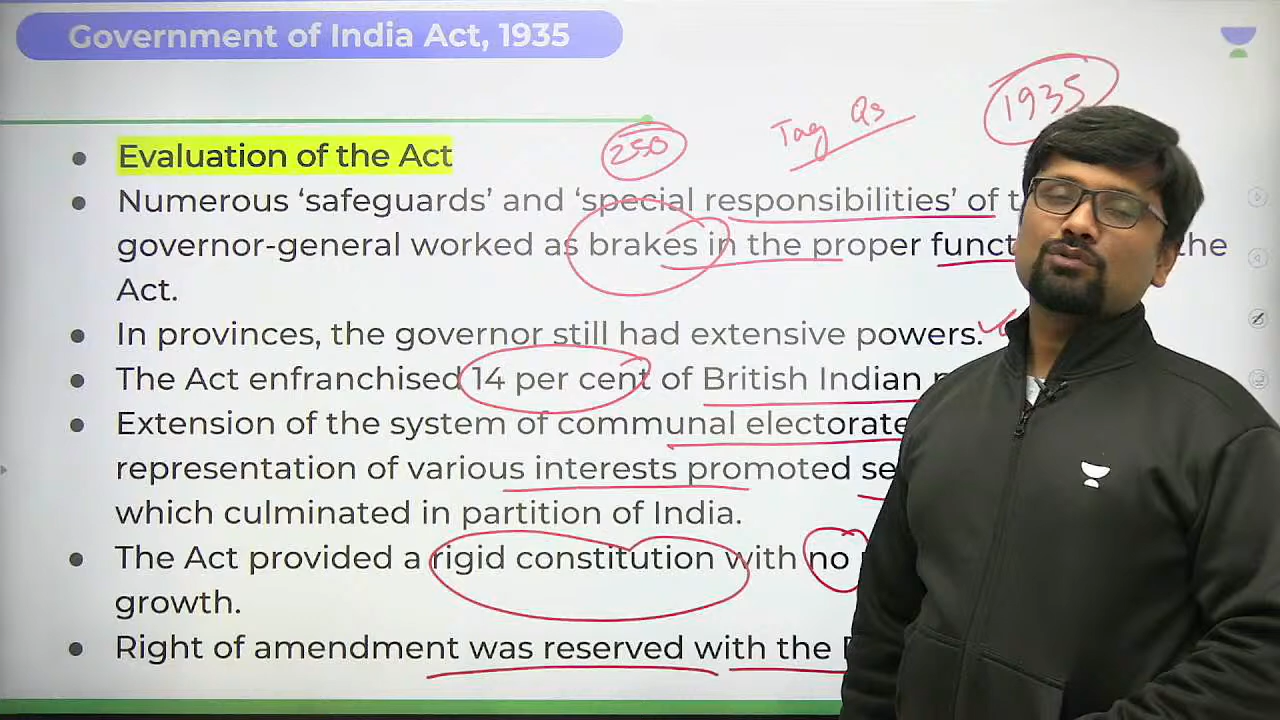 Government of India Act, 1935
1935
Tag Qs
250
Evaluation of the Act
Numerous ‘safeguards’ and ‘special responsibilities’ of
governor-general worked as brakes in the proper the
Act.
In provinces, the governor still had extensive powers.
The Act enfranchised 14 per cent of British Indian
Extension of the system of communal
representation of various interests promoted
which culminated in partition of India.
The Act provided a rigid constitution with no
growth.
Right of amendment was reserved with the